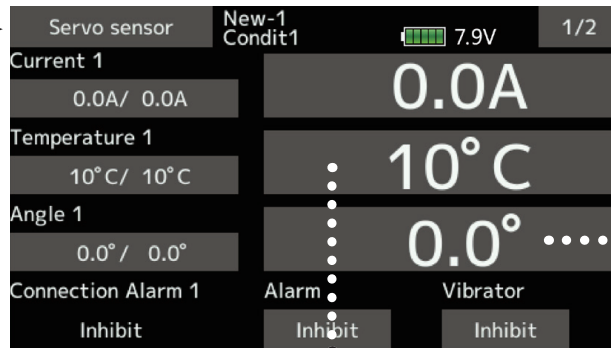 Servo sensor New-1 7.9V 1/2
Condit1
Current 1
0.0A/ 0.0A 0.0A
Temperature 1
10°C/ 10°C 10°C
Angle 1
0.0°/ 0.0° 0.0°
Connection Alarm 1 Alarm Vibrator
Inhibit Inhibit Inhibit